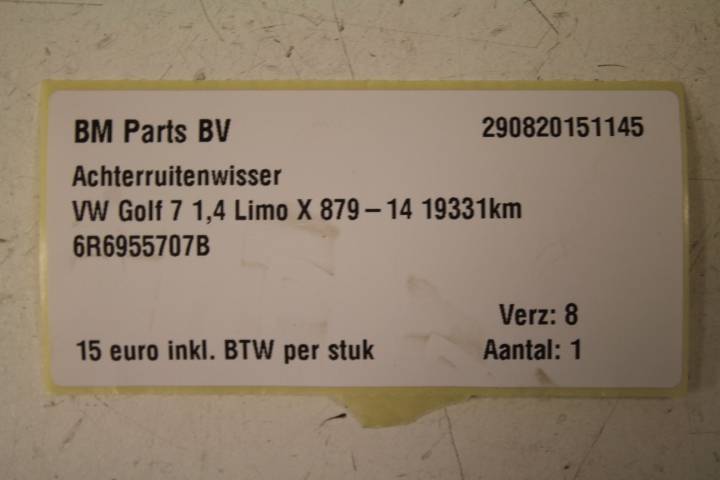 BM Parts BV 290820151145
Achterruitenwisser
VW Golf 7 1,4 Limo X 879 – 14 19331km
6R6955707B
Verz: 8
15 euro inkl. BTW per stuk Aantal: 1